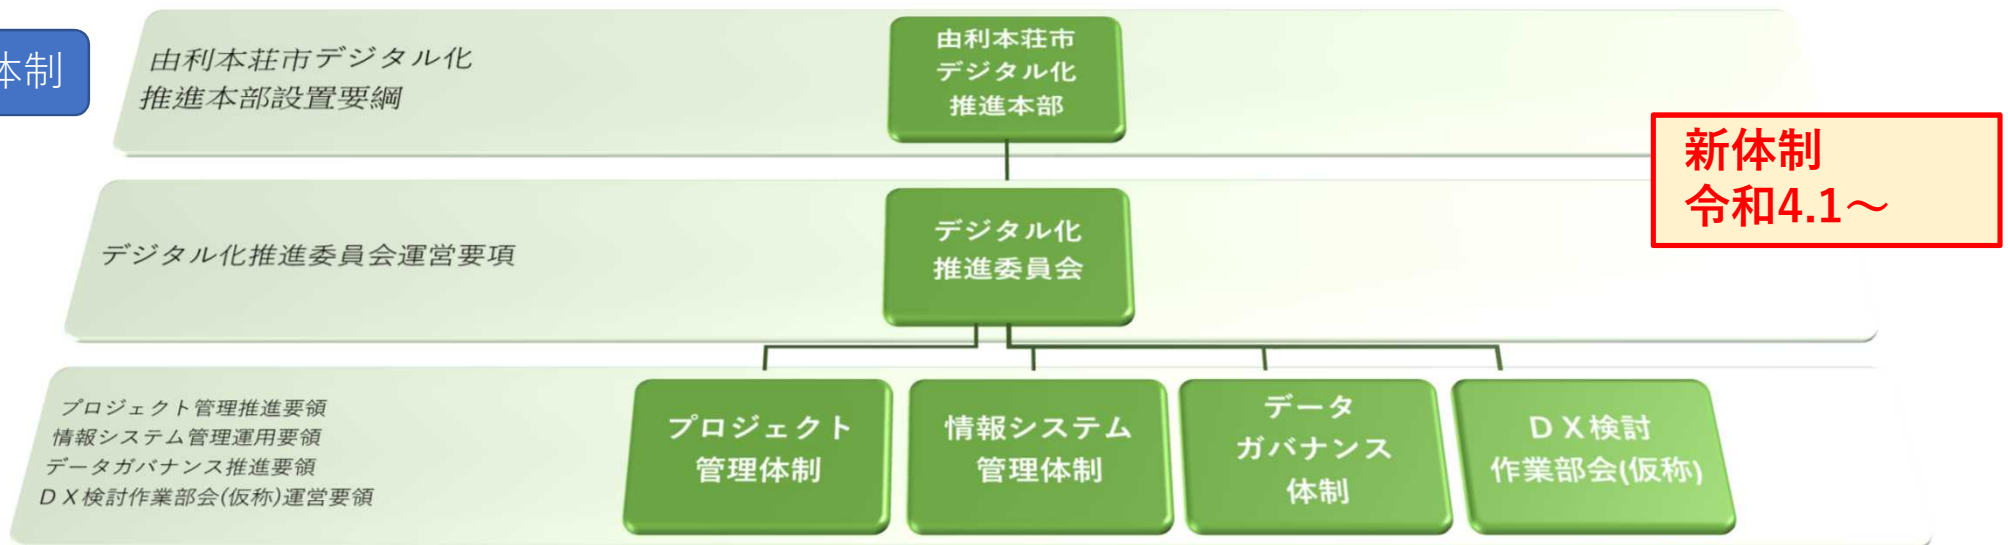 体制
由利本荘市デジタル化
推進本部設置要綱
由利本荘市
デジタル化
推進本部
新体制
令和4.1～
デジタル化推進委員会運営要項
デジタル化
推進委員会
プロジェクト管理推進要領
情報システム管理運用要領
データガバナンス推進要領
ＤＸ検討作業部会(仮称)運営要領
プロジェクト
管理体制
情報システム
管理体制
データ
ガバナンス
体制
ＤＸ検討
作業部会(仮称)